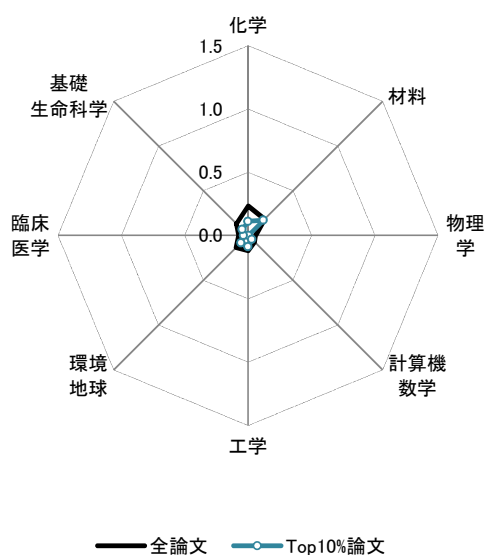 化学
1.5
1.0
0.5
0.0
材料
物理
学
計算機
数学
工学
環境
地球
臨床
医学
基礎
生命科学
全論文
Top10%論文